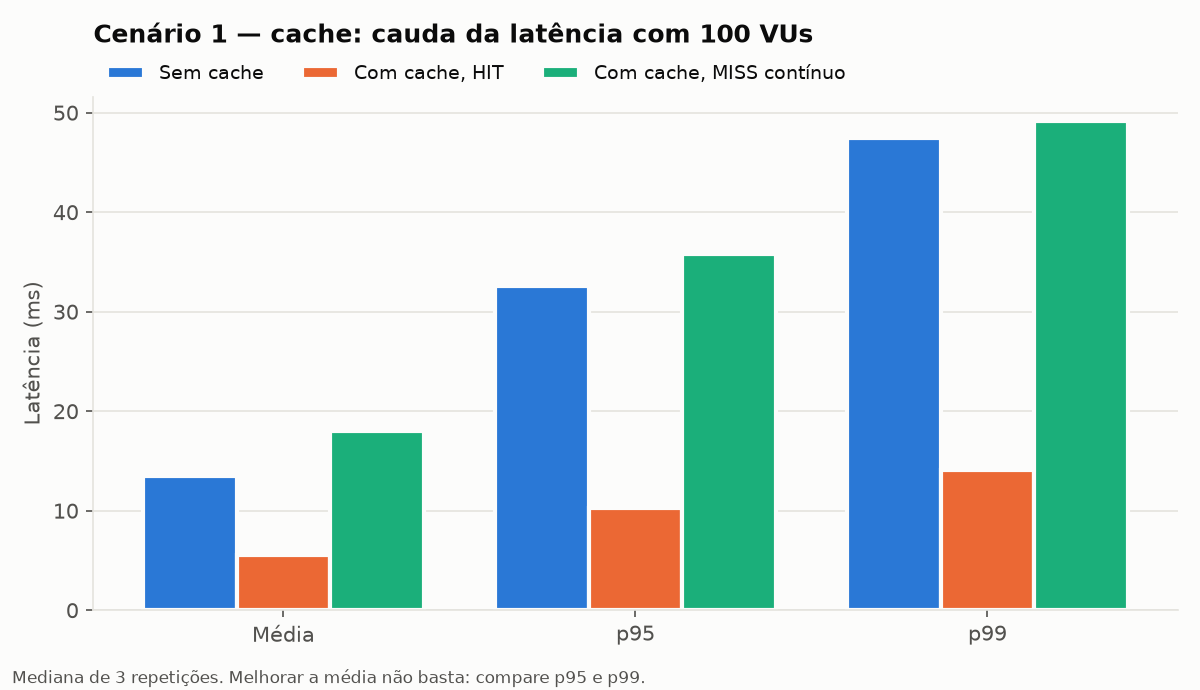 Cenário 1 — cache: cauda da latência com 100 VUs
Sem cache
Com cache, HIT
Com cache, MISS contínuo
Latência (ms)
50
40
30
20
10
0
Média
p95
p99
Mediana de 3 repetições. Melhorar a média não basta: compare p95 e p99.